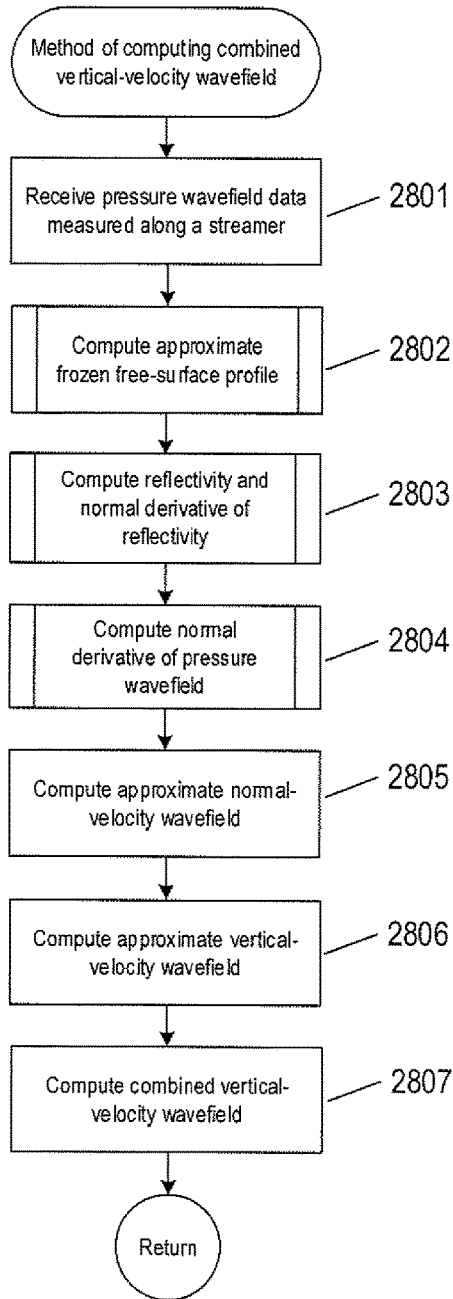 Method of computing combined
vertical-velocity wavefield
Receive pressure wavefield data
measured along a streamer
2801
Compute approximate
frozen free-surface profile
2802
Compute reflectivity and
normal derivative of
reflectivity
2803
Compute normal
derivative of pressure
wavefield
2804
Compute approximate normal-
velocity wavefield
2805
Compute approximate vertical-
velocity wavefield
2806
Compute combined vertical-
velocity wavefield
2807
Return